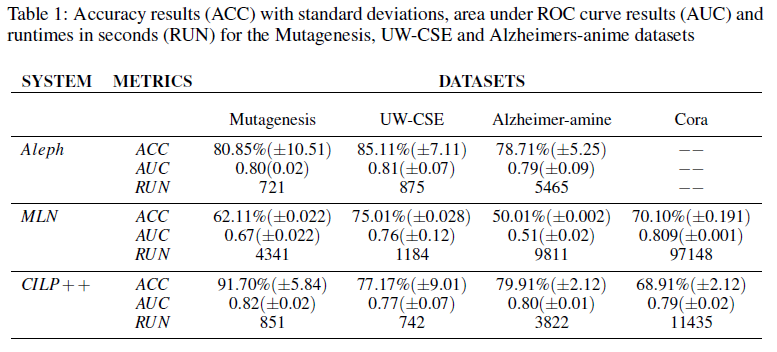 Table 1: Accuracy results (ACC) with standard deviations, area under ROC curve results (AUC) and
runtimes in seconds (RUN) for the Mutagenesis, UW-CSE and Alzheimers-anime datasets
SYSTEM METRICS DATASETS
Mutagenesis UW-CSE Alzheimer-amine Cora
Aleph ACC 80.85%(±10.51) 85.11%(±7.11) 78.71%(±5.25) −−
AUC 0.80(0.02) 0.81(±0.07) 0.79(±0.09) −−
RUN 721 875 5465 −−
MLN ACC 62.11%(±0.022) 75.01%(±0.028) 50.01%(±0.002) 70.10%(±0.191)
AUC 0.67(±0.022) 0.76(±0.12) 0.51(±0.02) 0.809(±0.001)
RUN 4341 1184 9811 97148
CILP++ ACC 91.70%(±5.84) 77.17%(±9.01) 79.91%(±2.12) 68.91%(±2.12)
AUC 0.82(±0.02) 0.77(±0.07) 0.80(±0.01) 0.79(±0.02)
RUN 851 742 3822 11435